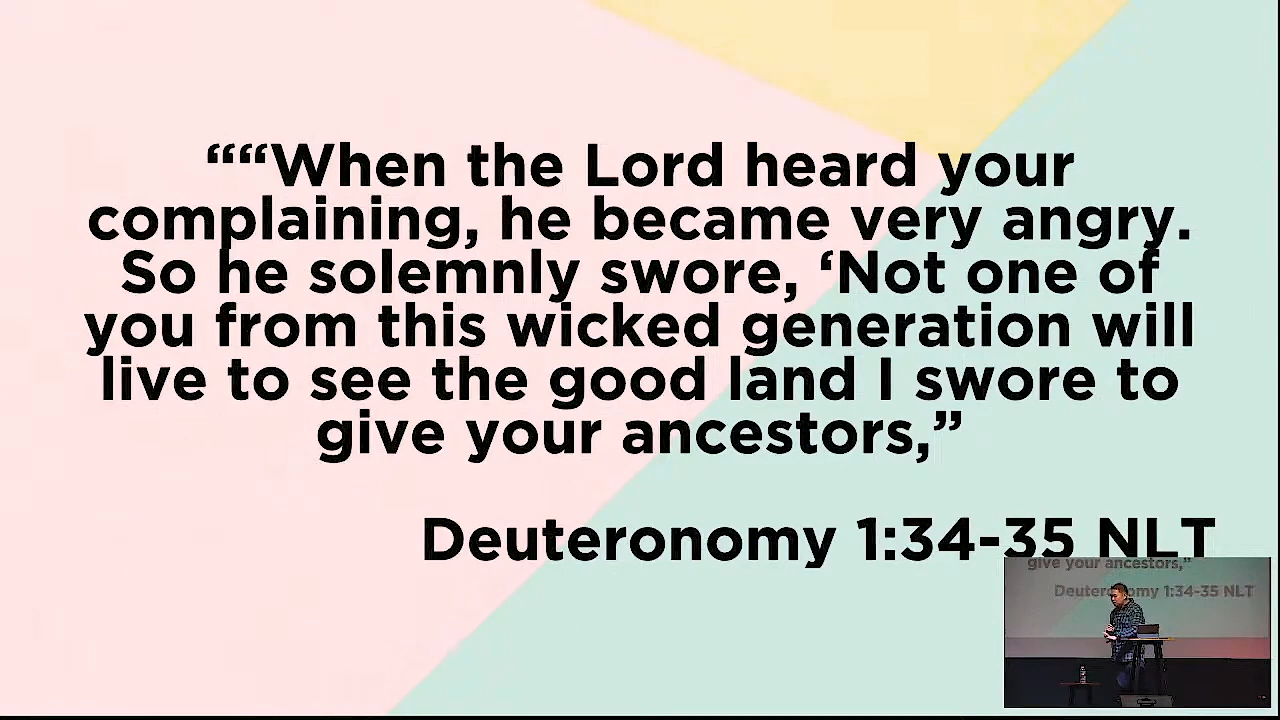 ““When the Lord heard your
complaining, he became very angry.
So he solemnly swore, ‘Not one of
you from this wicked generation will
live to see the good land I swore to
give your ancestors,”
Deuteronomy 1:34-35 NLT
give your ancestors,”
Deuteronomy 1:34-35 NLT